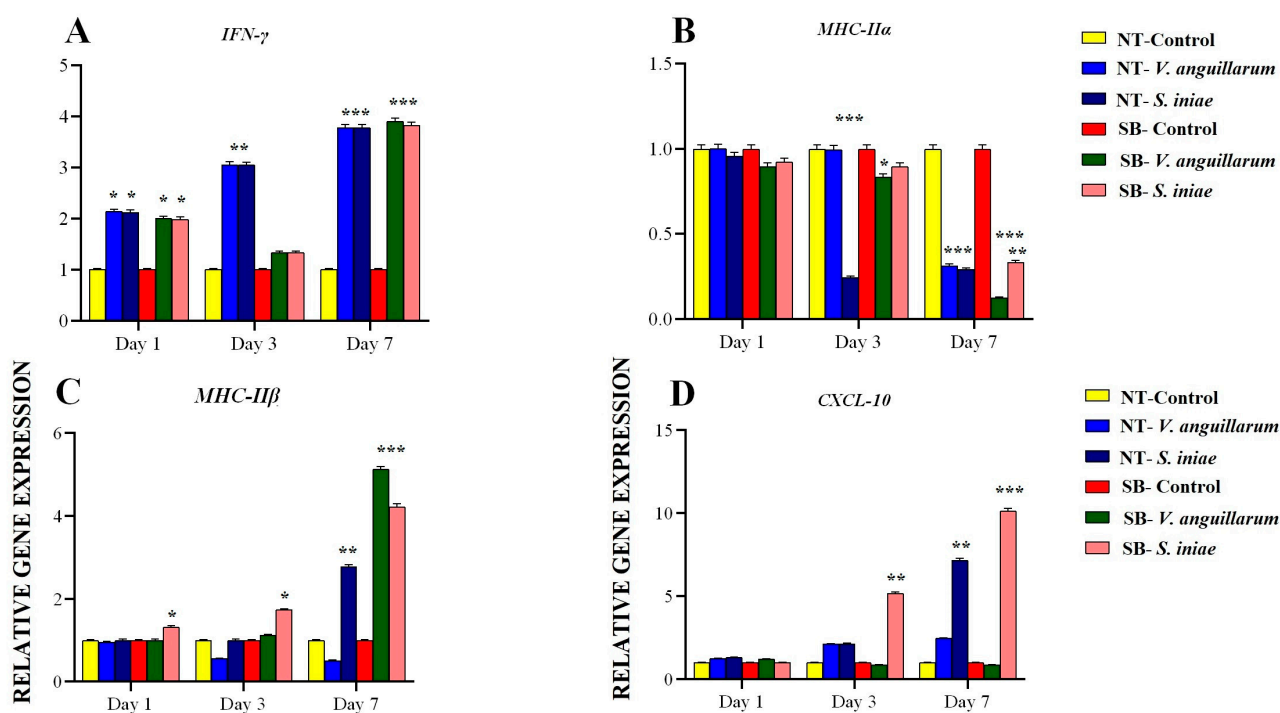 A
IFN-γ
5
4
3
2
1
0
* * * *
**
*** ***
Day 1 Day 3 Day 7
B
MHC-IIα
1.5
1.0
0.5
0.0
***
*
***
***
**
Day 1 Day 3 Day 7
NT-Control
NT- V. anguillarum
NT- S. iniae
SB- Control
SB- V. anguillarum
SB- S. iniae
C
MHC-IIβ
RELATIVE GENE EXPRESSION
6
4
2
0
*
*
**
***
Day 1 Day 3 Day 7
D
CXCL-10
RELATIVE GENE EXPRESSION
15
10
5
0
**
**
***
Day 1 Day 3 Day 7
NT-Control
NT- V. anguillarum
NT- S. iniae
SB- Control
SB- V. anguillarum
SB- S. iniae